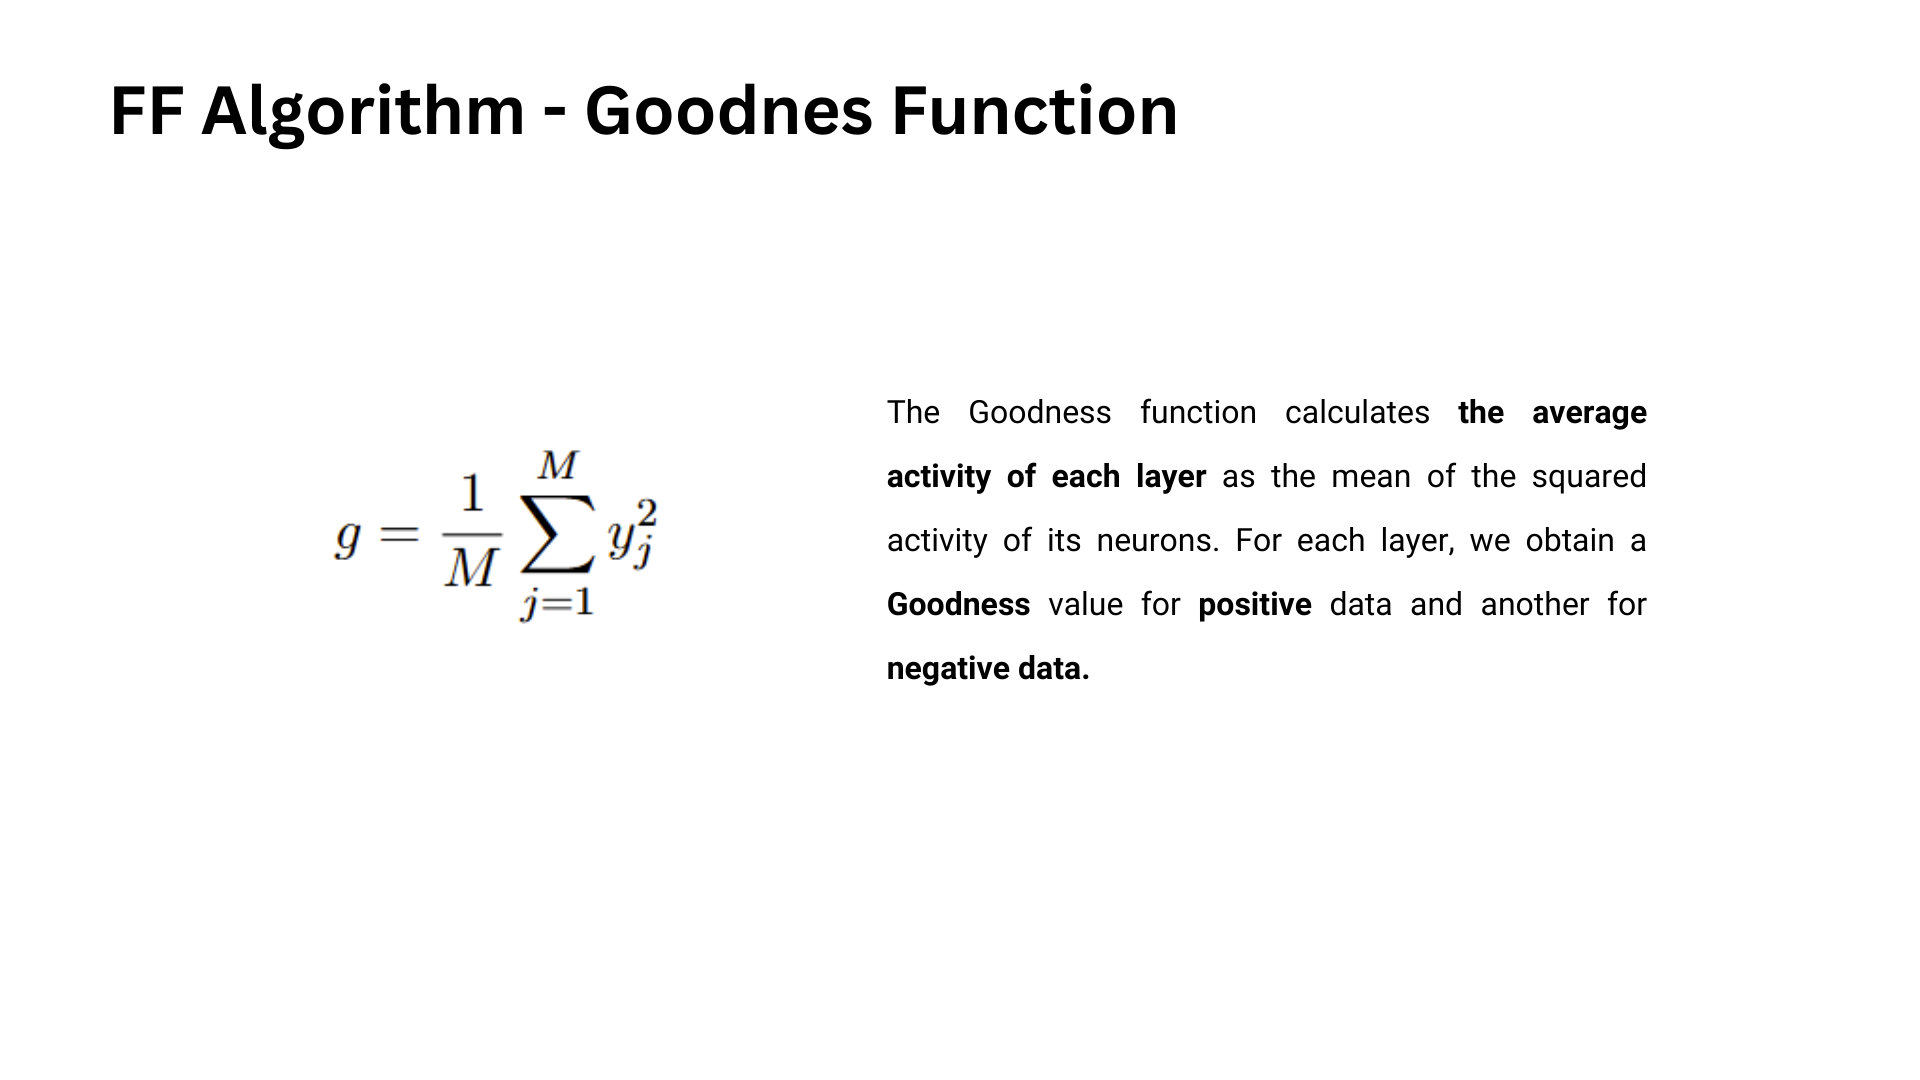 FF Algorithm - Goodnes Function
g = \frac{1}{M} \sum_{j=1}^{M} y_j^2
The Goodness function calculates the average
activity of each layer as the mean of the squared
activity of its neurons. For each layer, we obtain a
Goodness value for positive data and another for
negative data.